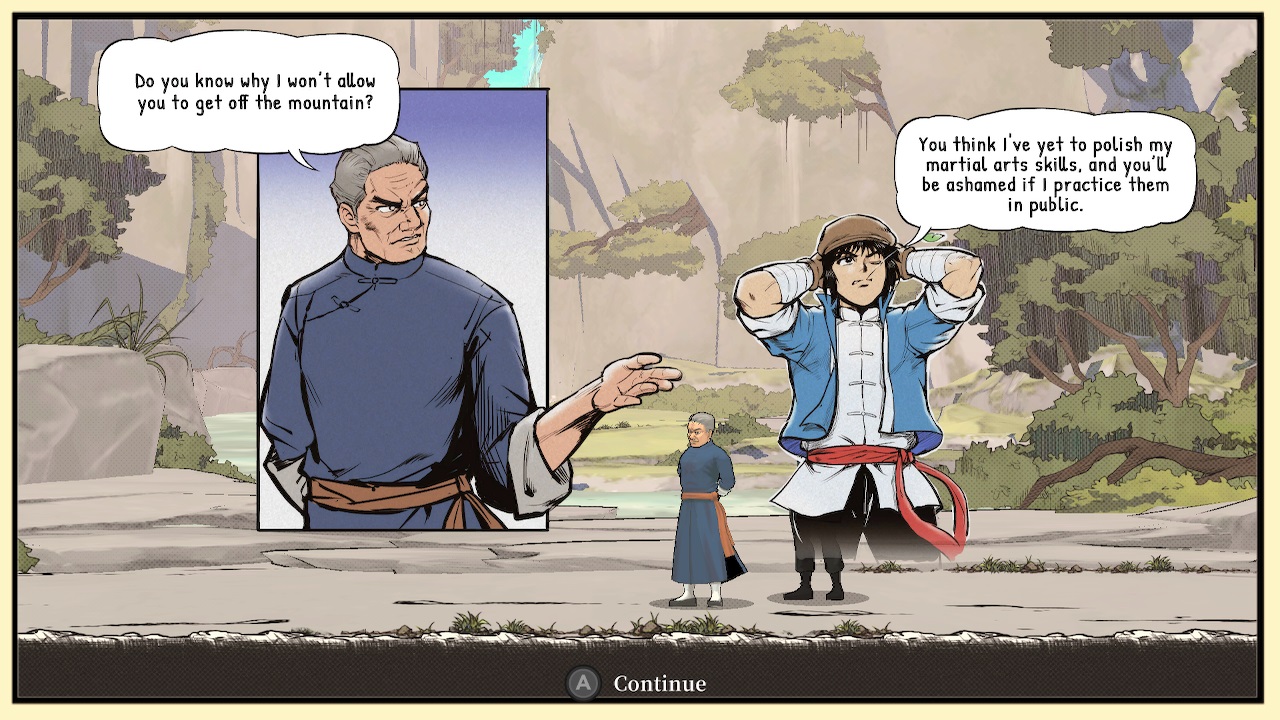 Do you know why I won't allow
you to get off the mountain?
You think I've yet to polish my
martial arts skills, and you'll
be ashamed if I practice them
in public.
A Continue